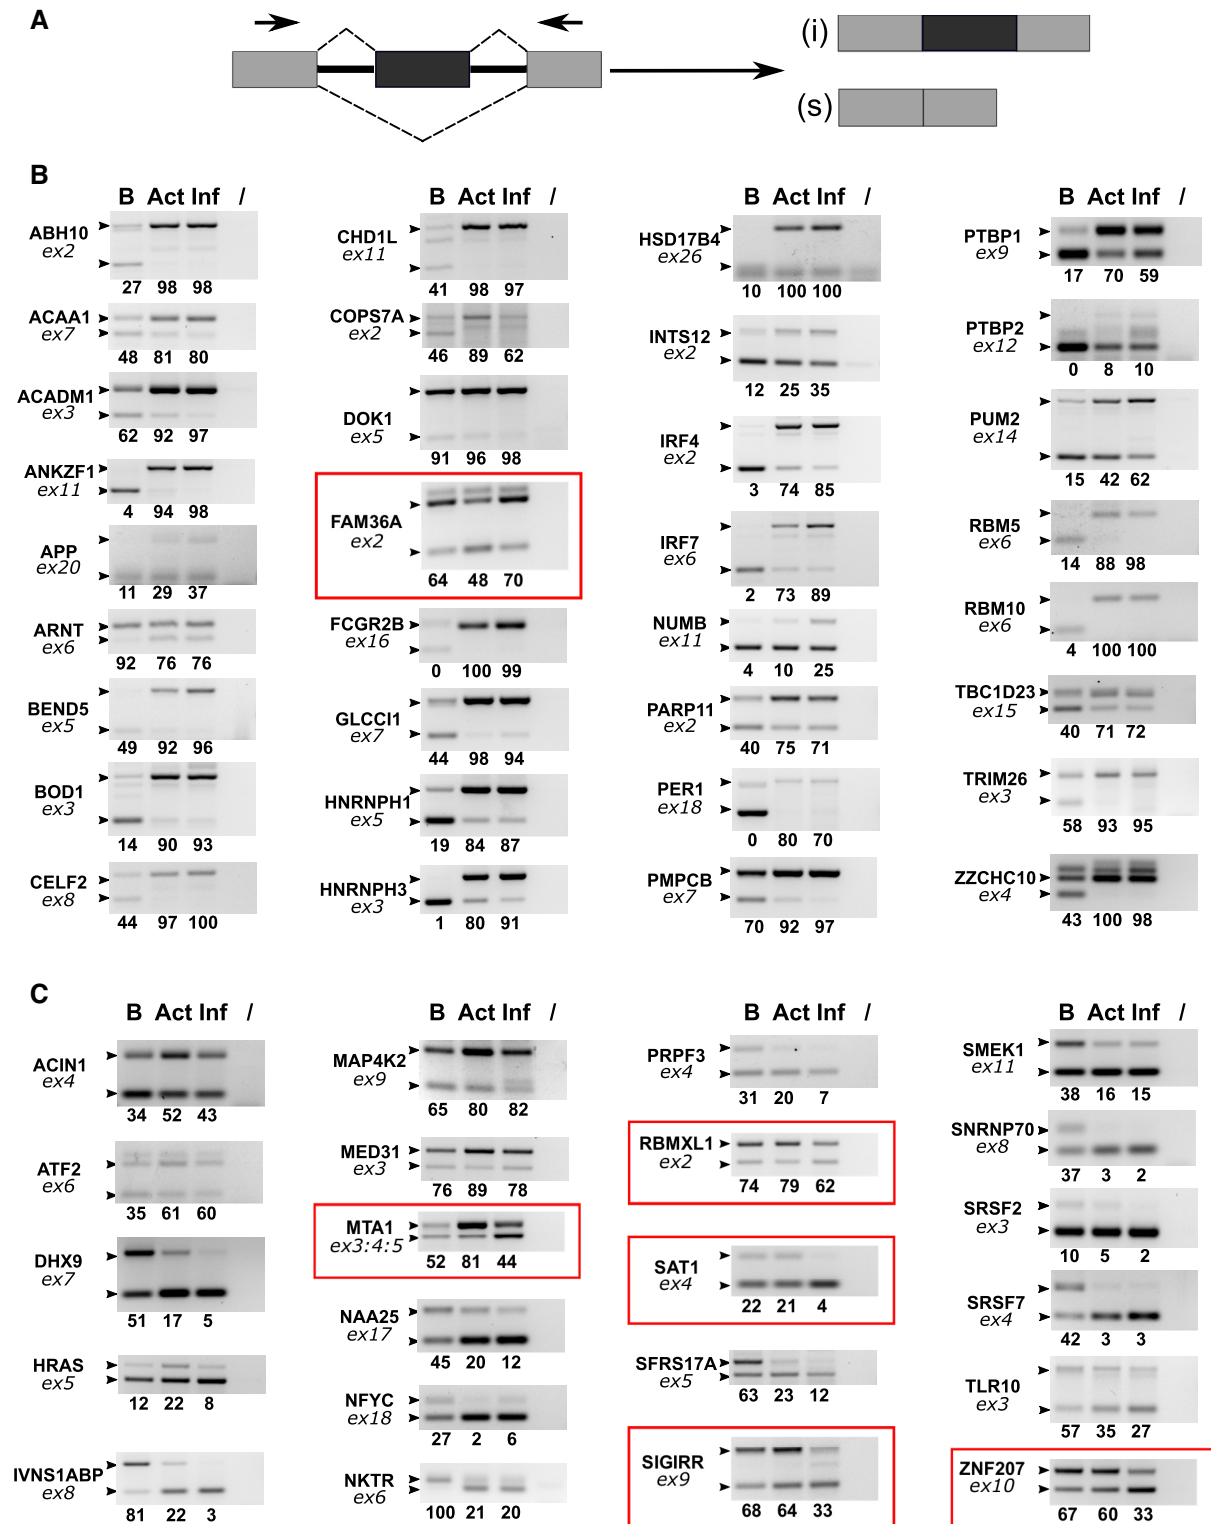 A
(i)
(s)
B
B Act Inf /
ABH10
ex2
27 98 98
ACAA1
ex7
48 81 80
ACADM1
ex3
62 92 97
ANKZF1
ex11
4 94 98
APP
ex20
11 29 37
ARNT
ex6
92 76 76
BEND5
ex5
49 92 96
BOD1
ex3
14 90 93
CELF2
ex8
44 97 100
B Act Inf /
CHD1L
ex11
41 98 97
COPS7A
ex2
46 89 62
DOK1
ex5
91 96 98
FAM36A
ex2
64 48 70
FCGR2B
ex16
0 100 99
GLCCI1
ex7
44 98 94
HNRNPH1
ex5
19 84 87
HNRNPH3
ex3
1 80 91
B Act Inf /
HSD17B4
ex26
10 100 100
INTS12
ex2
12 25 35
IRF4
ex2
3 74 85
IRF7
ex6
2 73 89
NUMB
ex11
4 10 25
PARP11
ex2
40 75 71
PER1
ex18
0 80 70
PMPCB
ex7
70 92 97
B Act Inf /
PTBP1
ex9
17 70 59
PTBP2
ex12
0 8 10
PUM2
ex14
15 42 62
RBM5
ex6
14 88 98
RBM10
ex6
4 100 100
TBC1D23
ex15
40 71 72
TRIM26
ex3
58 93 95
ZZCHC10
ex4
43 100 98
C
B Act Inf /
ACIN1
ex4
34 52 43
ATF2
ex6
35 61 60
DHX9
ex7
51 17 5
HRAS
ex5
12 22 8
IVNS1ABP
ex8
81 22 3
B Act Inf /
MAP4K2
ex9
65 80 82
MED31
ex3
76 89 78
MTA1
ex3:4:5
52 81 44
NAA25
ex17
45 20 12
NFYC
ex18
27 2 6
NKTR
ex6
100 21 20
B Act Inf /
PRPF3
ex4
31 20 7
RBMXL1
ex2
74 79 62
SAT1
ex4
22 21 4
SFRS17A
ex5
63 23 12
SIGIRR
ex9
68 64 33
B Act Inf /
SMEK1
ex11
38 16 15
SNRNP70
ex8
37 3 2
SRSF2
ex3
10 5 2
SRSF7
ex4
42 3 3
TLR10
ex3
57 35 27
ZNF207
ex10
67 60 33